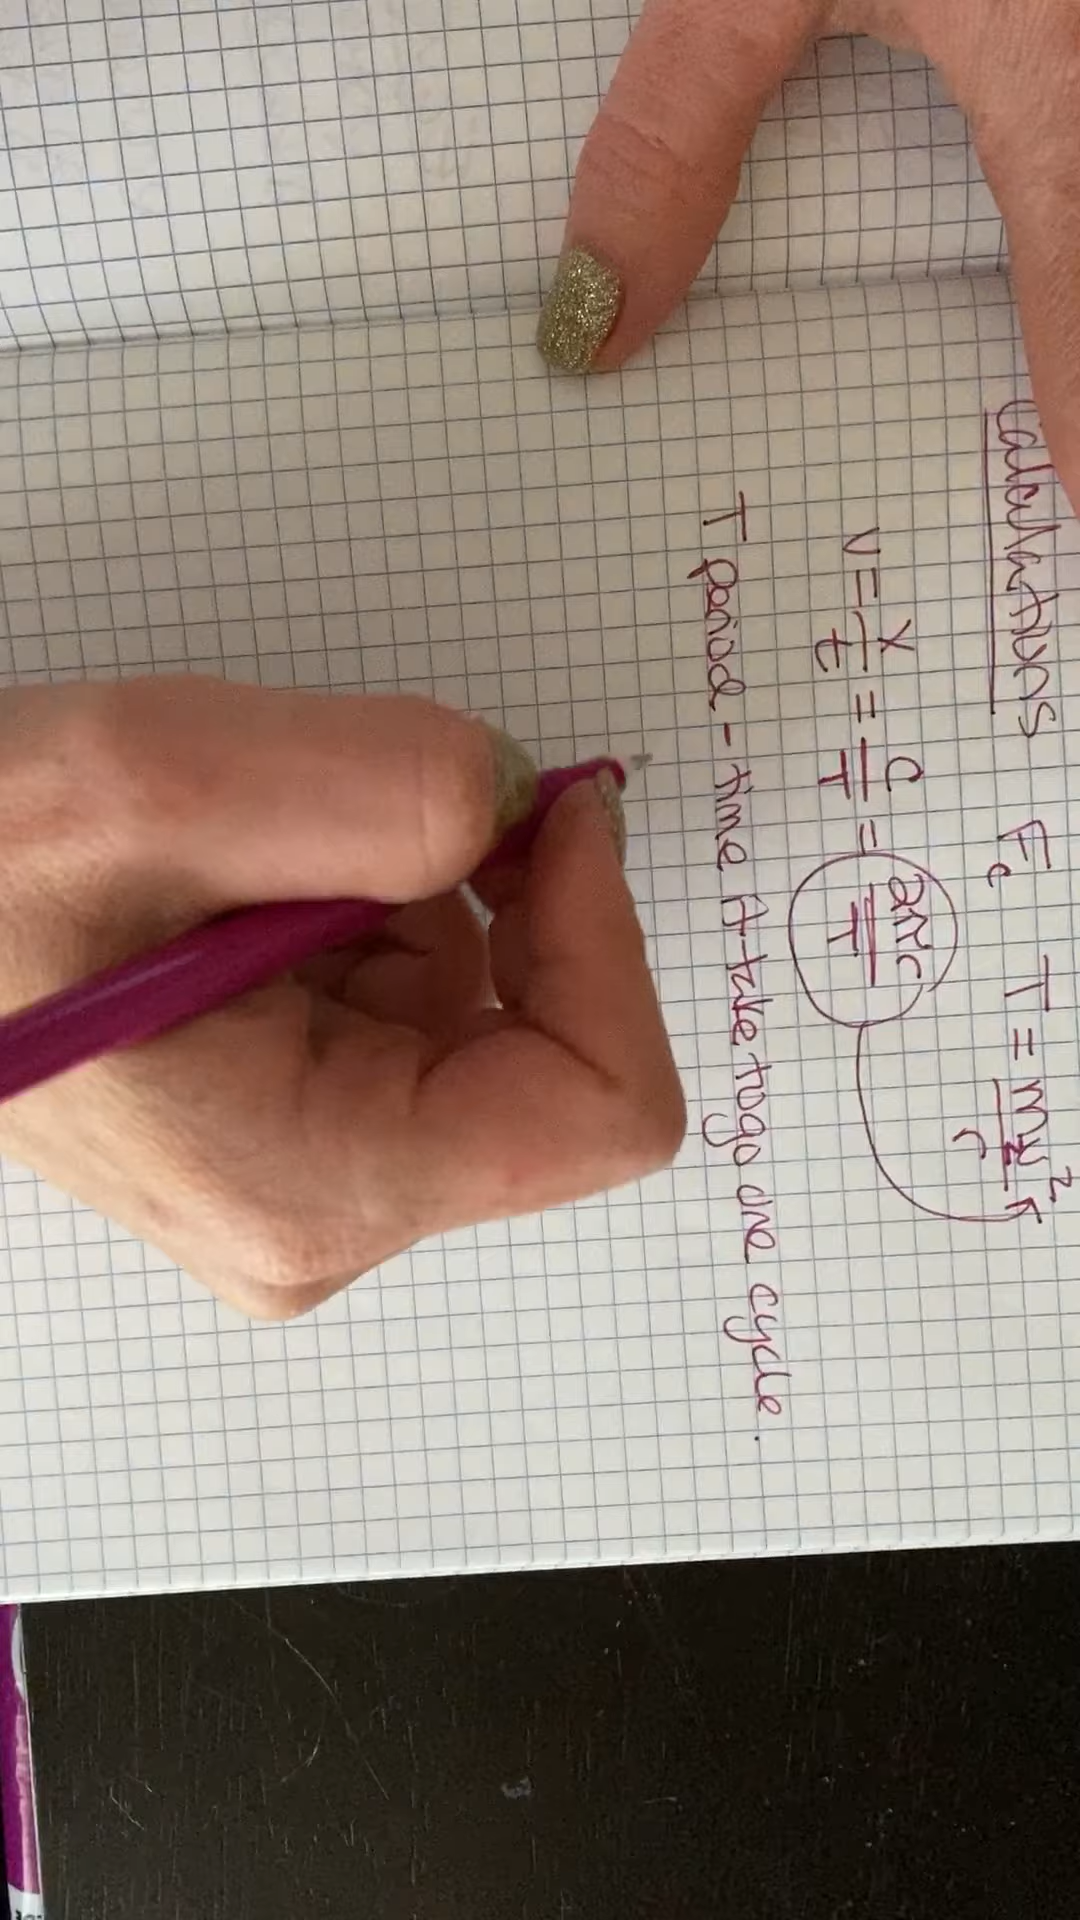 Calculations Fc T = mv²/r
v = x/t = C/T = 2πr/T
T period - time it take to go one cycle.